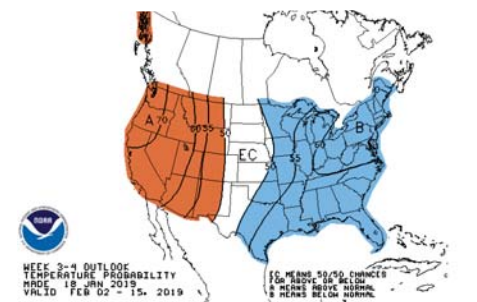 A
70
60 55
50
EC
50
55
60
B
NOAA
WEEK 3-4 OUTLOOK
TEMPERATURE PROBABILITY
MADE 18 JAN 2019
VALID FEB 02 - 15, 2019
EC MEANS 50/50 CHANCES
FOR ABOVE OR BELOW
A MEANS ABOVE NORMAL
B MEANS BELOW NORMAL